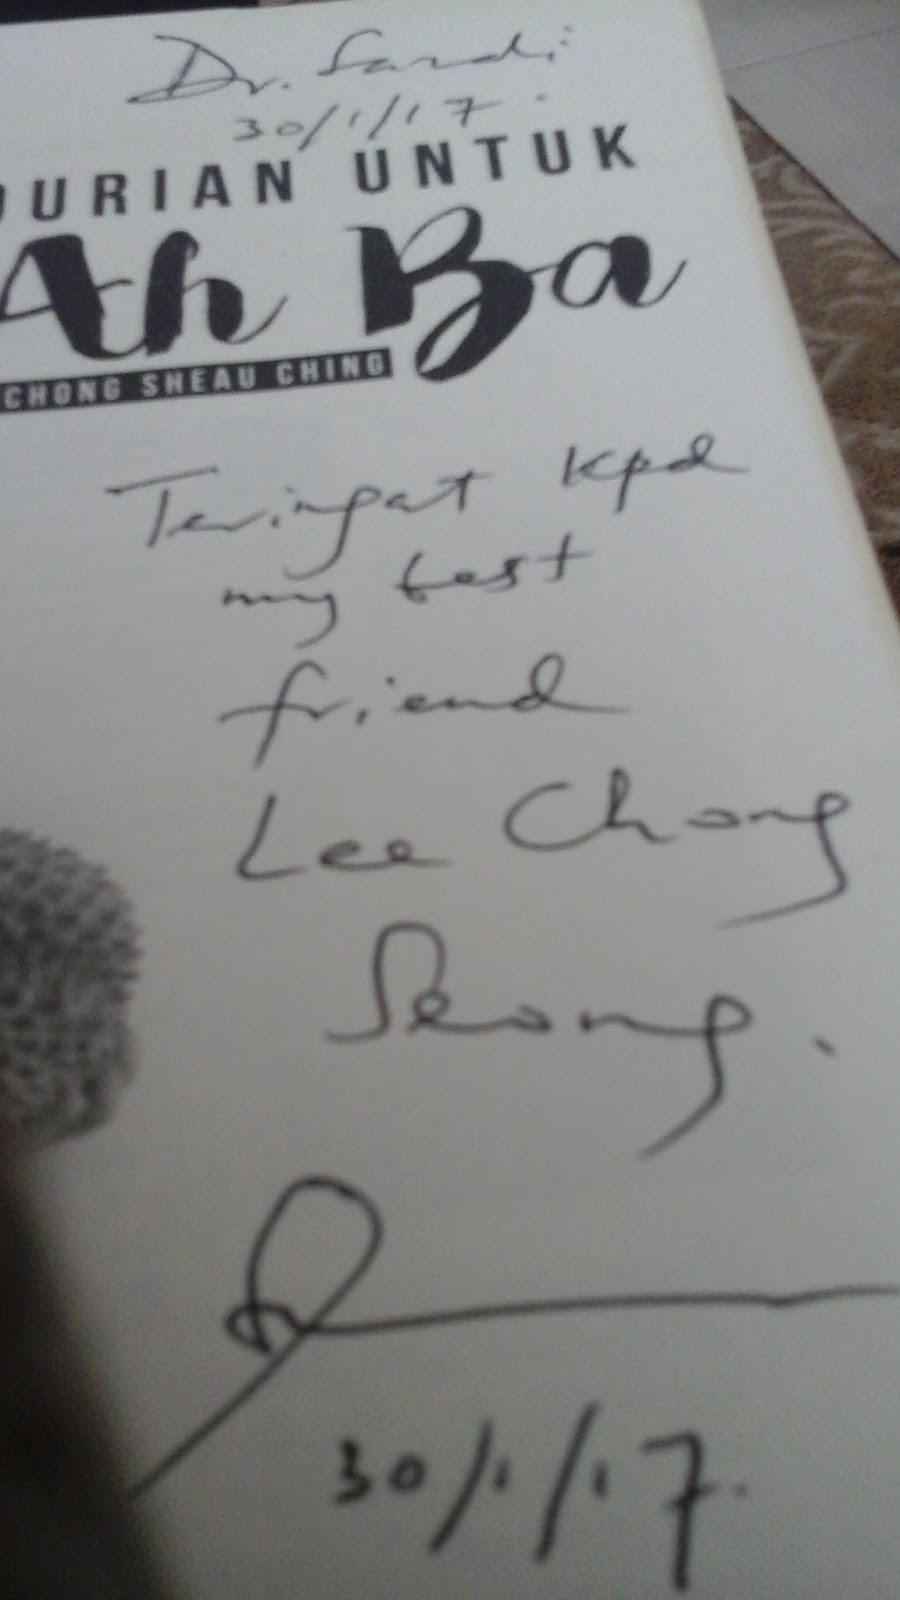 Dr. Sandi
30/1/17.
DURIAN UNTUK
Ah Ba
CHONG SHEAU CHING
Teringat kpd
my best
friend
Lee Chong
Seong.
30/1/17.